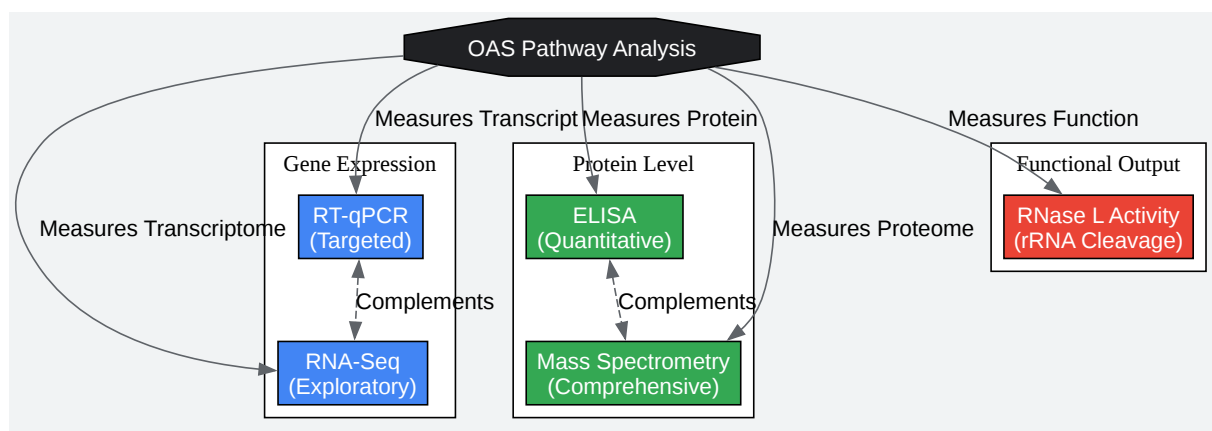 OAS Pathway Analysis
Measures Transcript
Measures Protein
Measures Function
Gene Expression
Protein Level
Functional Output
RT-qPCR
(Targeted)
ELISA
(Quantitative)
RNase L Activity
(rRNA Cleavage)
Measures Transcriptome
Measures Proteome
Complements
Complements
RNA-Seq
(Exploratory)
Mass Spectrometry
(Comprehensive)